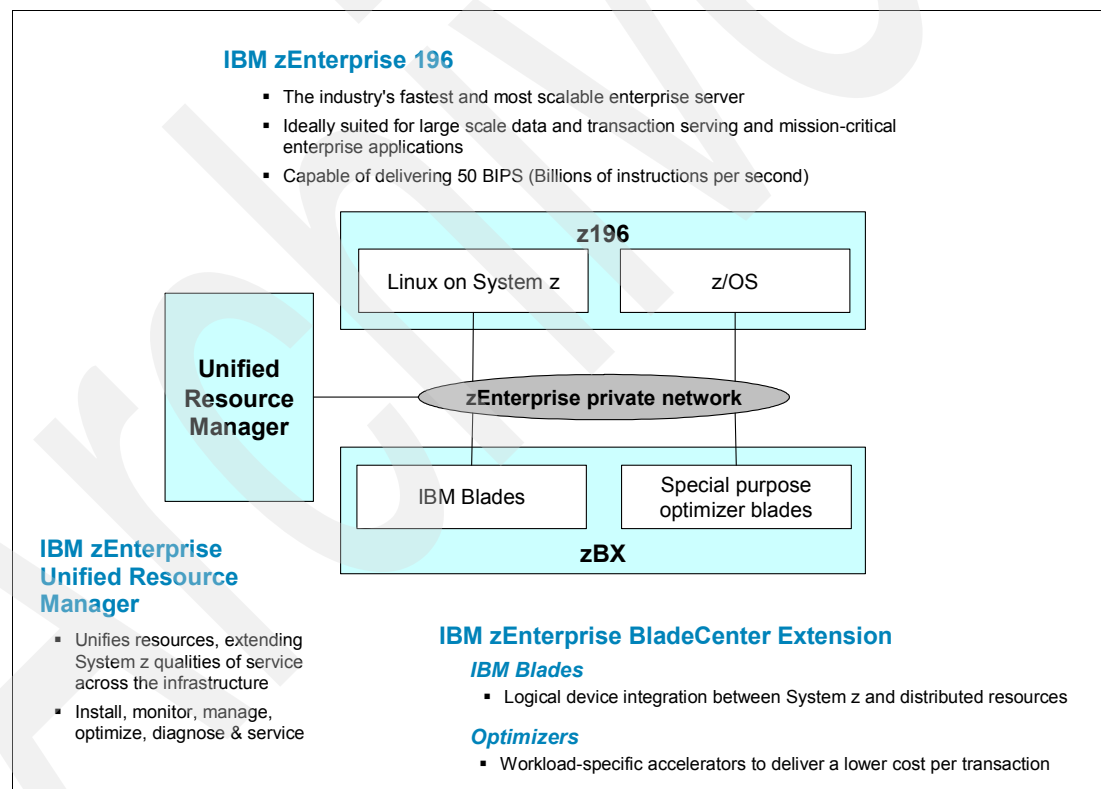 IBM zEnterprise 196
▪ The industry's fastest and most scalable enterprise server
▪ Ideally suited for large scale data and transaction serving and mission-critical
enterprise applications
▪ Capable of delivering 50 BIPS (Billions of instructions per second)
z196
Linux on System z
z/OS
Unified
Resource
Manager
zEnterprise private network
IBM Blades
Special purpose
optimizer blades
zBX
IBM zEnterprise
Unified Resource
Manager
▪ Unifies resources, extending
System z qualities of service
across the infrastructure
▪ Install, monitor, manage,
optimize, diagnose & service
IBM zEnterprise BladeCenter Extension
IBM Blades
▪ Logical device integration between System z and distributed resources
Optimizers
▪ Workload-specific accelerators to deliver a lower cost per transaction